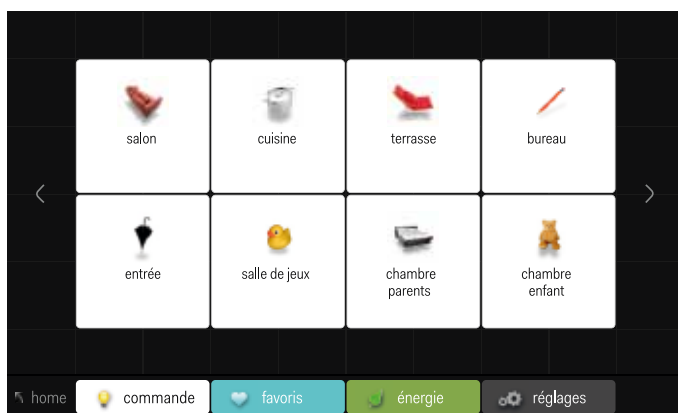 salon
cuisine
terrasse
bureau
entrée
salle de jeux
chambre
parents
chambre
enfant
home
commande
favoris
énergie
réglages